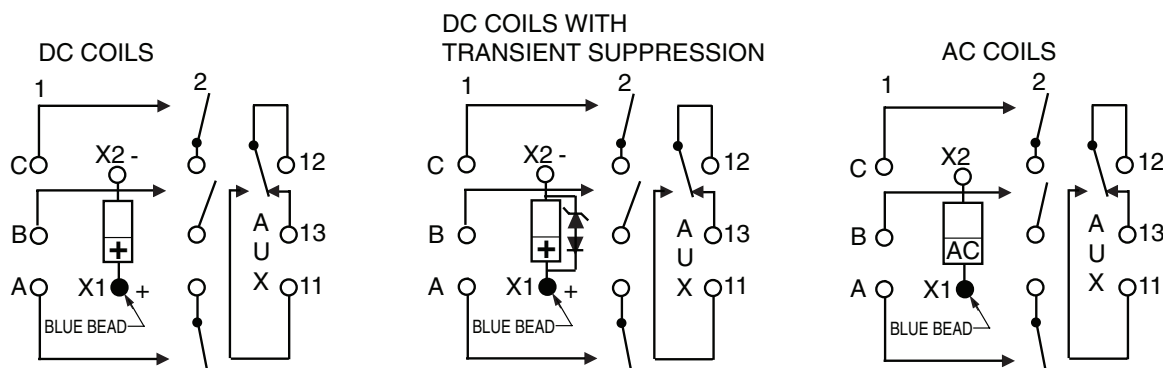 DC COILS
1
2
C
X2 -
12
B
+
A
U
X
13
A
X1
+
11
BLUE BEAD
DC COILS WITH
TRANSIENT SUPPRESSION
1
2
C
X2 -
12
B
+
A
U
X
13
A
X1
+
11
BLUE BEAD
AC COILS
1
2
C
X2
12
B
AC
A
U
X
13
A
X1
11
BLUE BEAD